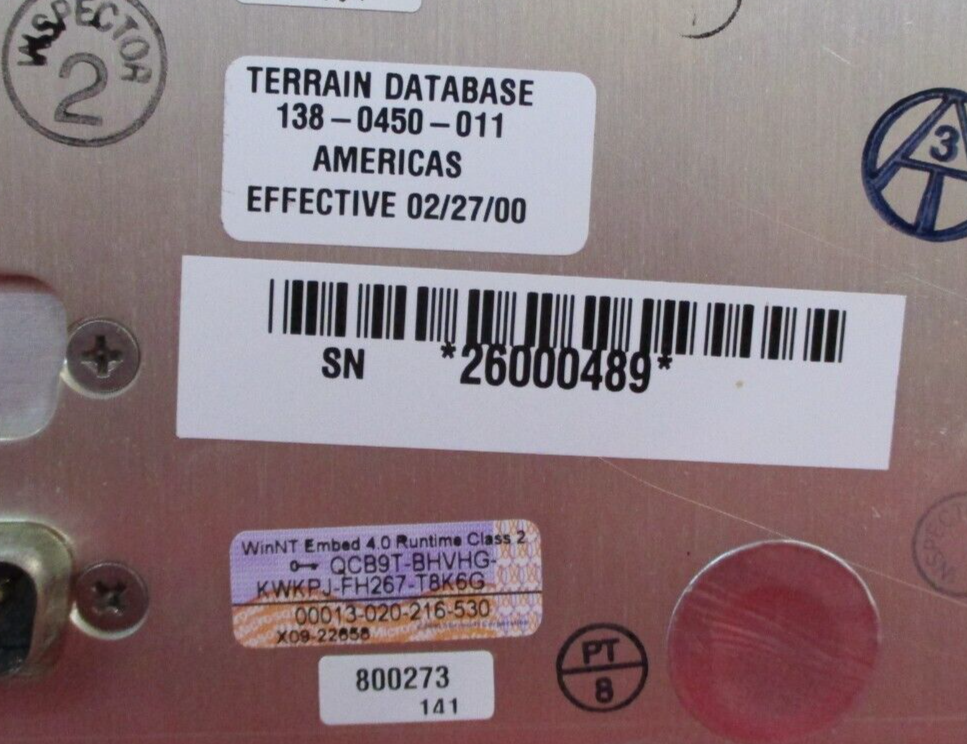 INSPECTOR
2
TERRAIN DATABASE
138-0450-011
AMERICAS
EFFECTIVE 02/27/00
3
SN *26000489*
WinNT Embed 4.0 Runtime Class 2
QCB9T-BHVHG-
KWKPJ-FH267-T8K6G
00013-020-216-530
X09-22658
800273
141
PT
8